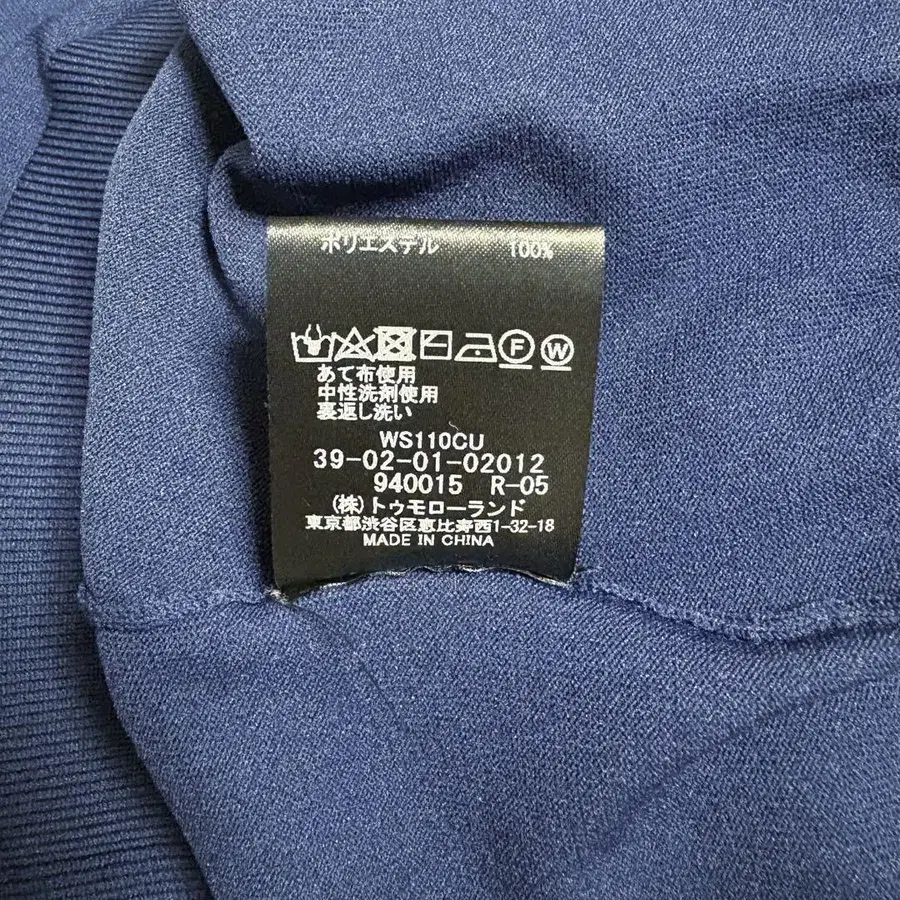 ポリエステル 100%
F W
あて布使用
中性洗剤使用
裏返し洗い
WS110CU
39-02-01-02012
940015 R-05
(株)トゥモローランド
東京都渋谷区恵比寿西1-32-18
MADE IN CHINA